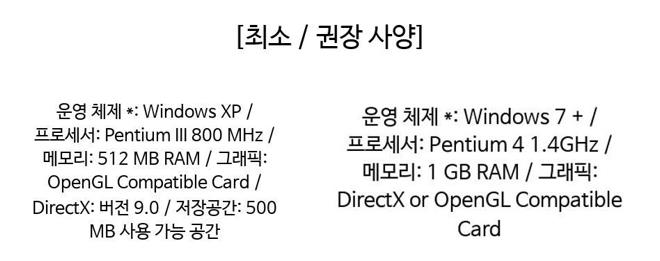 [최소 / 권장 사양]
운영 체제 *: Windows XP /
프로세서: Pentium III 800 MHz /
메모리: 512 MB RAM / 그래픽:
OpenGL Compatible Card /
DirectX: 버전 9.0 / 저장공간: 500
MB 사용 가능 공간
운영 체제 *: Windows 7 + /
프로세서: Pentium 4 1.4GHz /
메모리: 1 GB RAM / 그래픽:
DirectX or OpenGL Compatible
Card